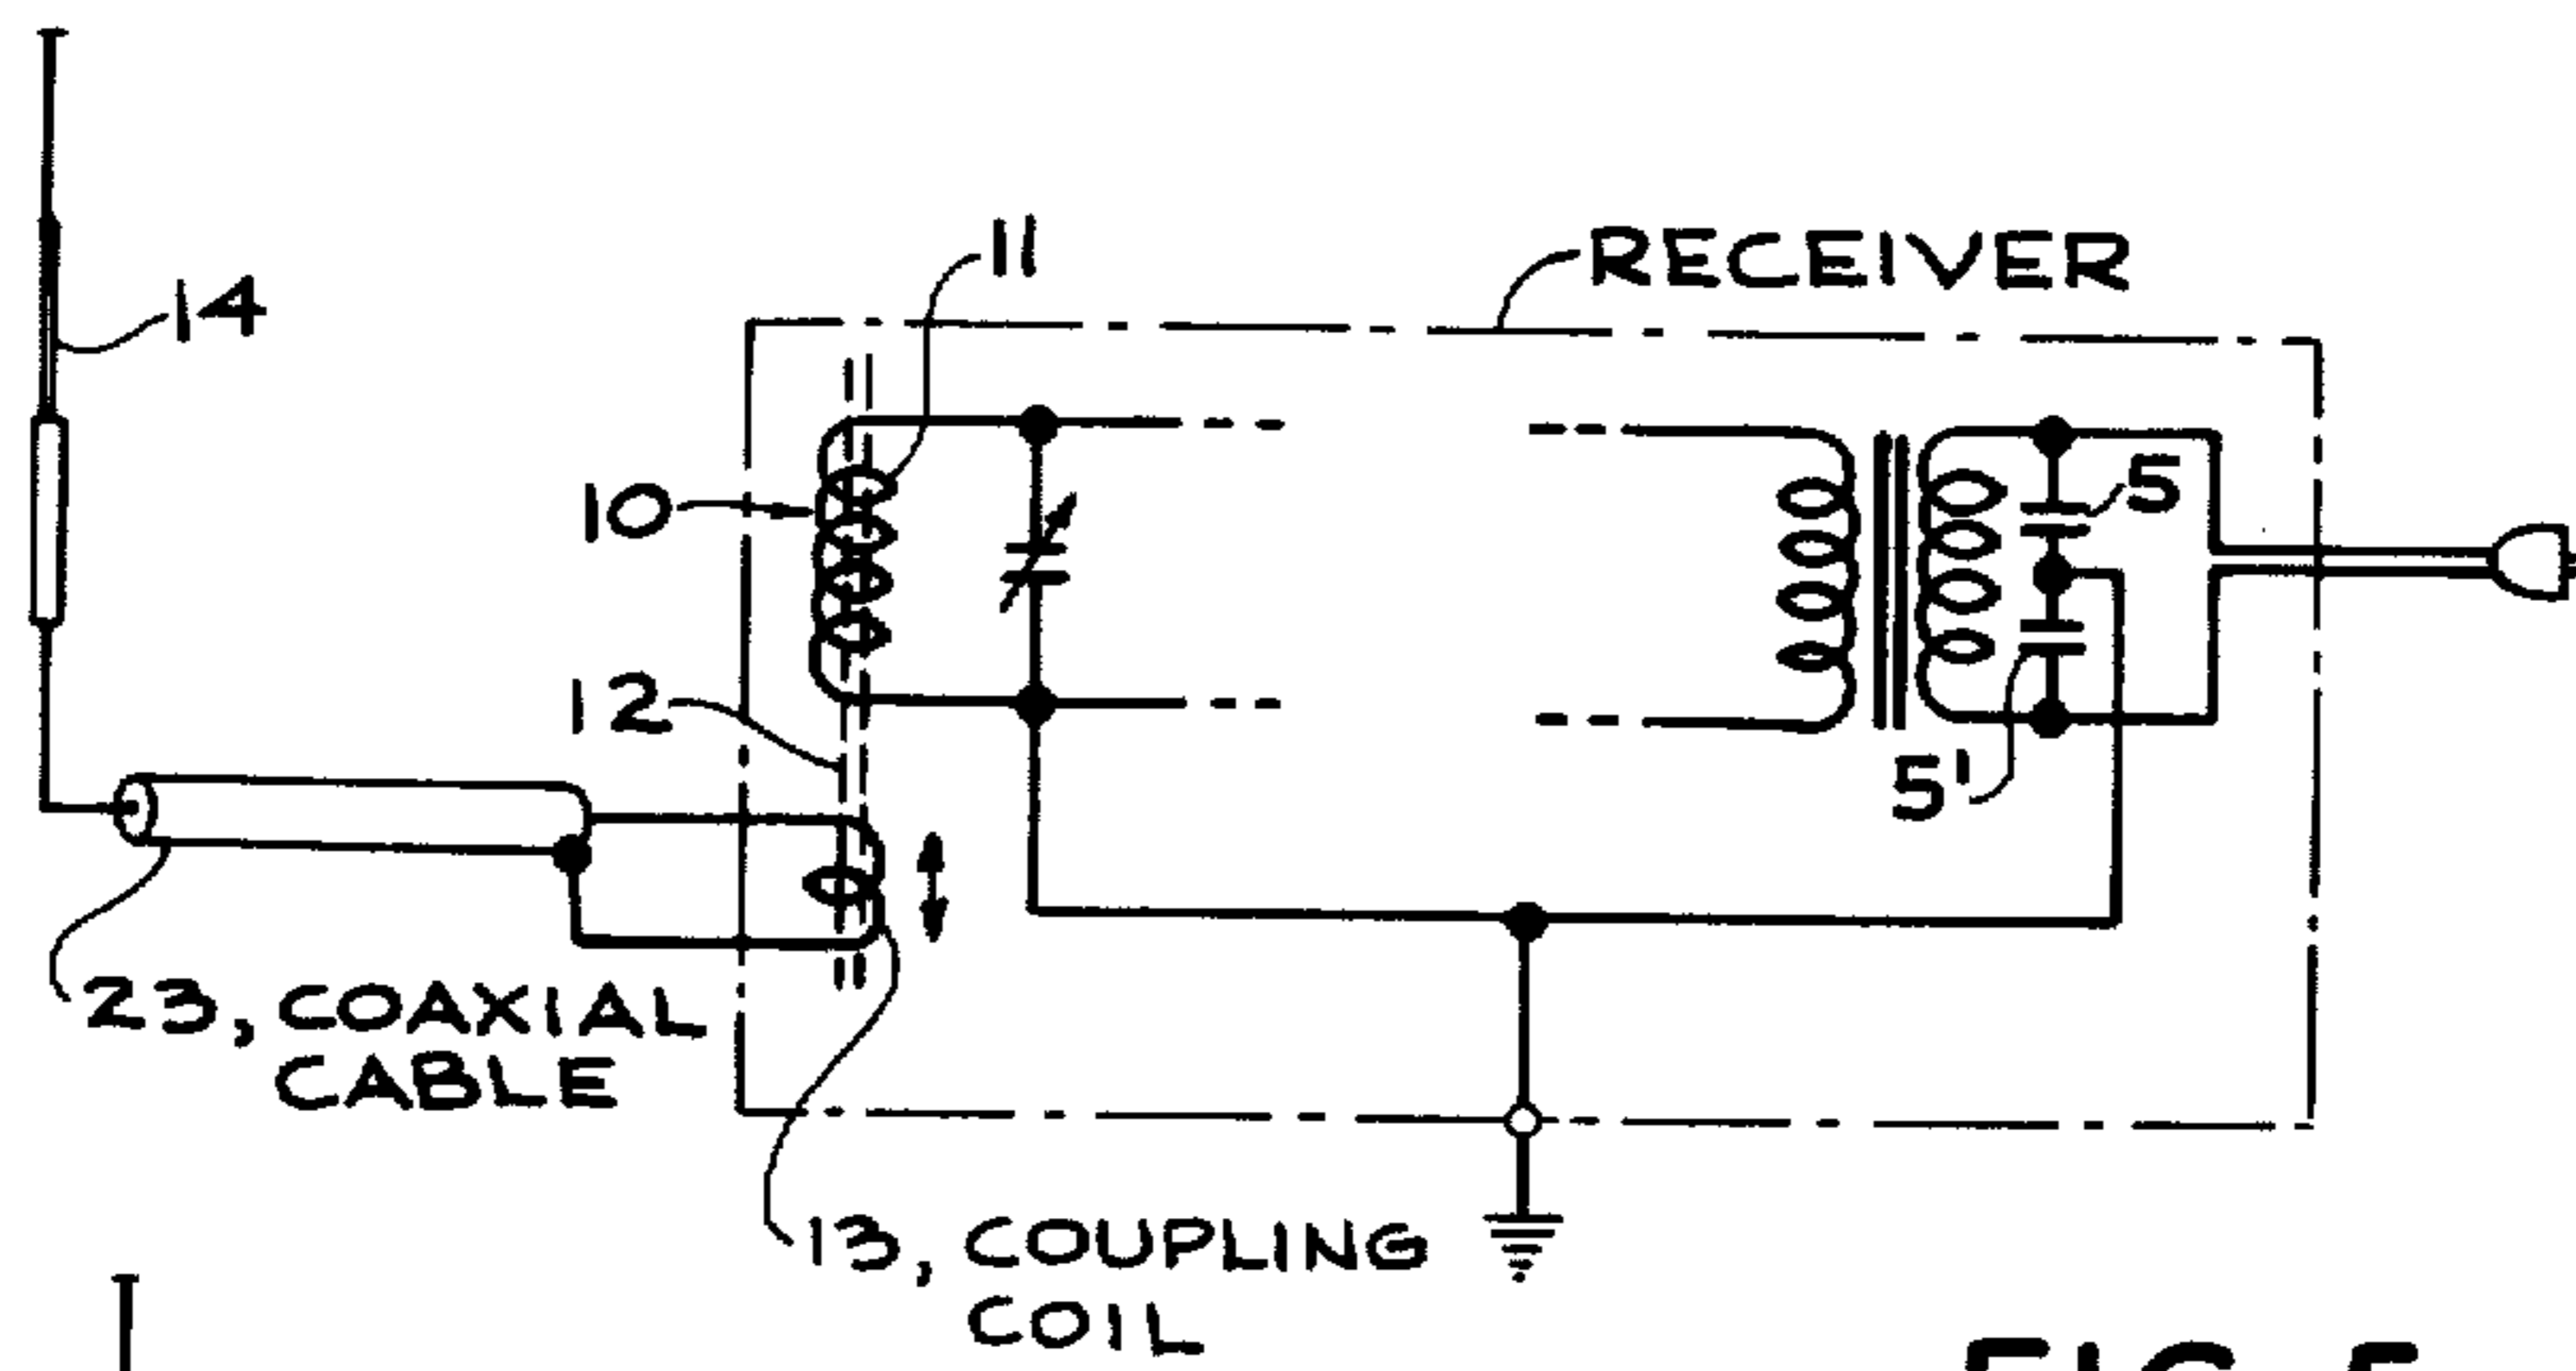 14
11
RECEIVER
10
5
12
5'
23, COAXIAL
CABLE
13, COUPLING
COIL